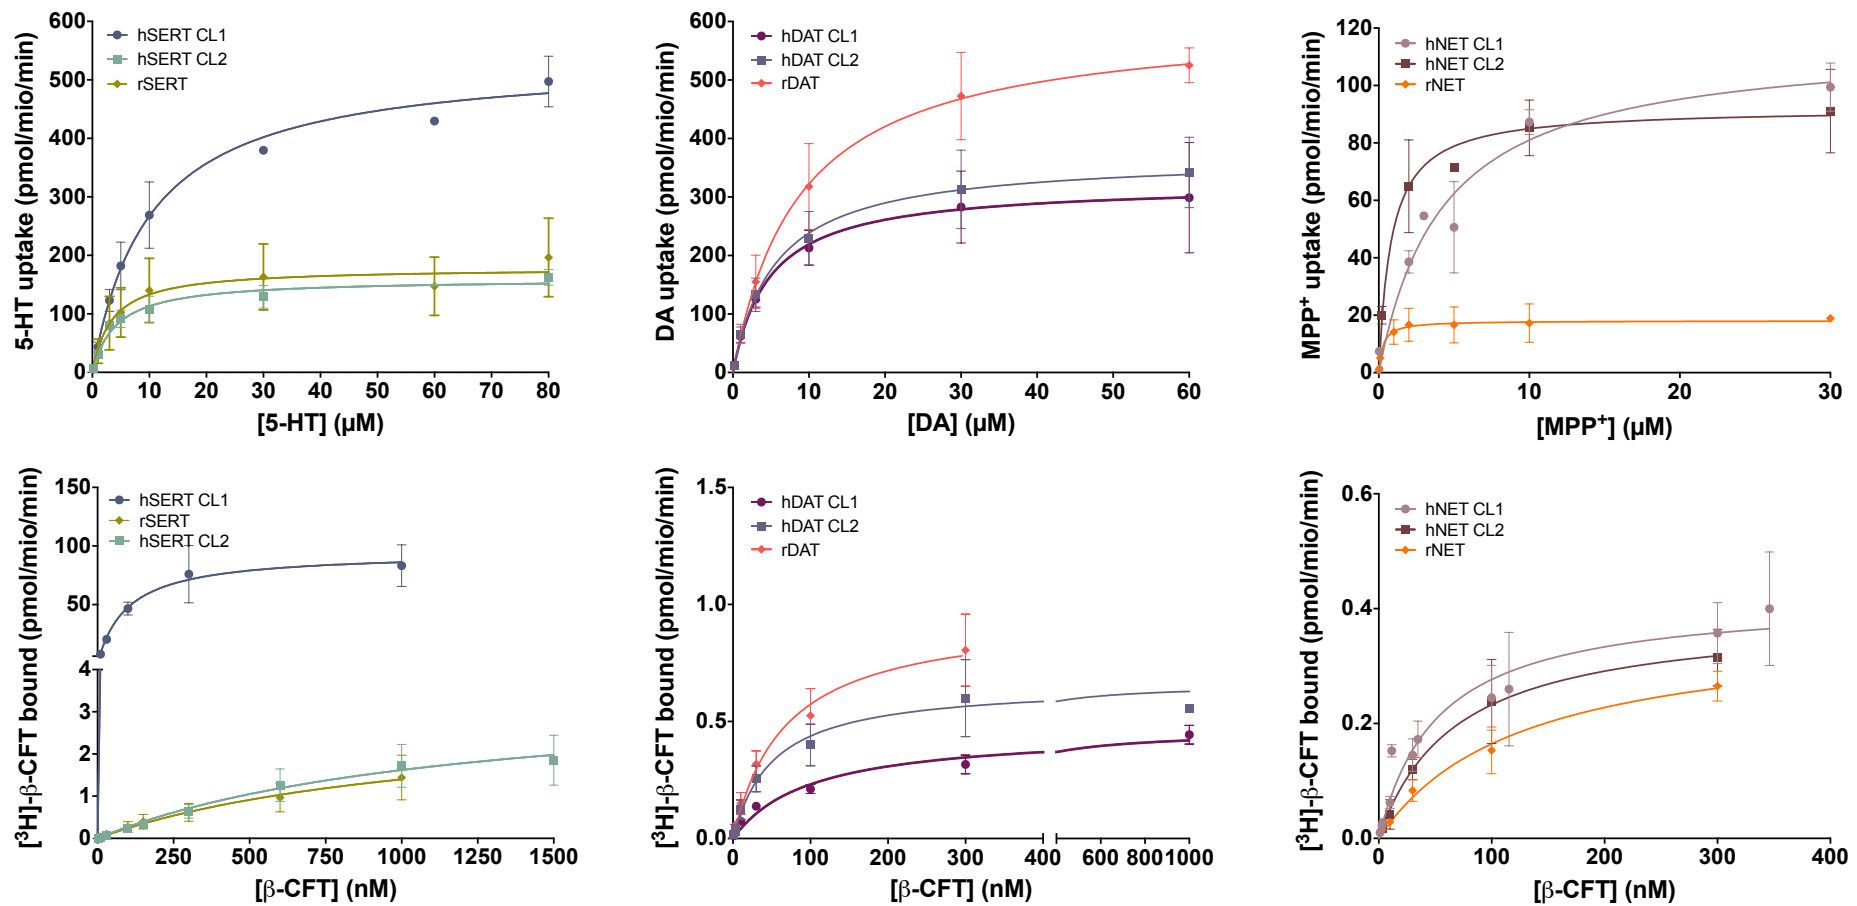 600
500
400
300
200
100
0
5-HT uptake (pmol/mio/min)
hSERT CL1
hSERT CL2
rSERT
0 10 20 30 40 50 60 70 80
[5-HT] (µM)
600
500
400
300
200
100
0
DA uptake (pmol/mio/min)
hDAT CL1
hDAT CL2
rDAT
0 10 20 30 40 50 60
[DA] (µM)
120
100
80
60
40
20
0
MPP⁺ uptake (pmol/mio/min)
hNET CL1
hNET CL2
rNET
0 10 20 30
[MPP⁺] (µM)
150
100
50
4
3
2
1
0
[³H]-β-CFT bound (pmol/mio/min)
hSERT CL1
rSERT
hSERT CL2
0 250 500 750 1000 1250 1500
[β-CFT] (nM)
1.5
1.0
0.5
0.0
[³H]-β-CFT bound (pmol/mio/min)
hDAT CL1
hDAT CL2
rDAT
0 100 200 300 400 600 800 1000
[β-CFT] (nM)
0.6
0.4
0.2
0.0
[³H]-β-CFT bound (pmol/mio/min)
hNET CL1
hNET CL2
rNET
0 100 200 300 400
[β-CFT] (nM)